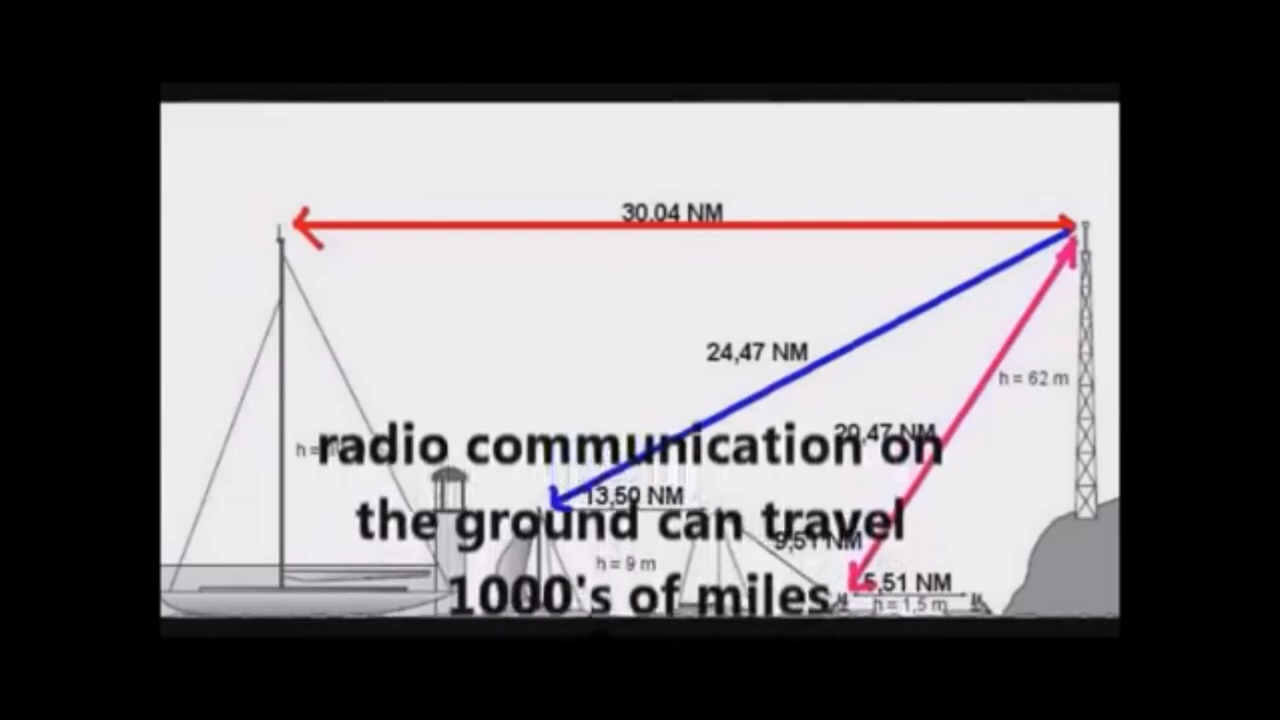 30.04 NM
24,47 NM
h = 62 m
20,47 NM
radio communication on
13,50 NM
the ground can travel
9,51 NM
h = 9 m
5,51 NM
1000's of miles
h = 1,5 m